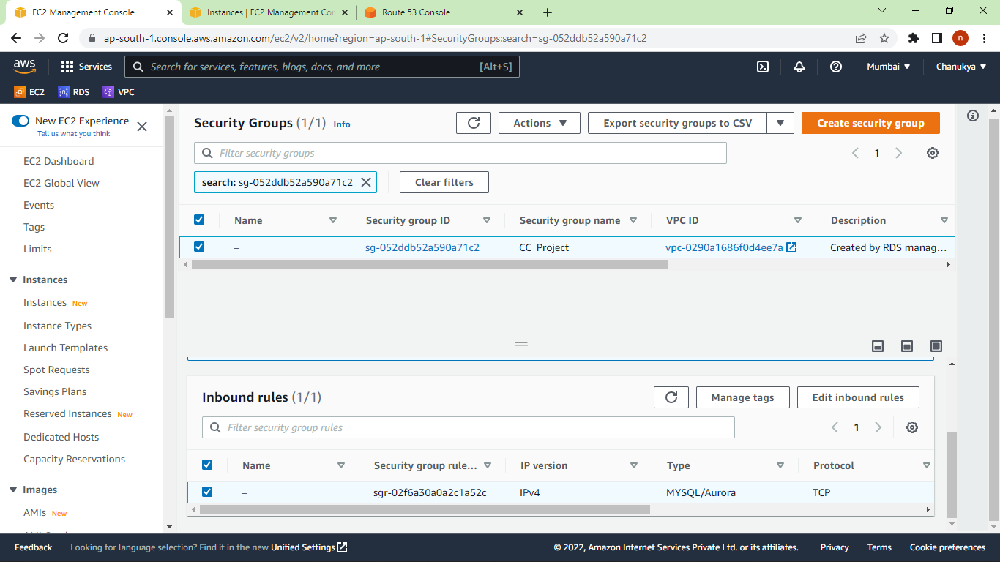 EC2 Management Console
Instances | EC2 Management Con
Route 53 Console
ap-south-1.console.aws.amazon.com/ec2/v2/home?region=ap-south-1#SecurityGroups:search=sg-052ddb52a590a71c2
n
aws
Services
Search for services, features, blogs, docs, and more
[Alt+S]
Mumbai
Chanukya
EC2
RDS
VPC
New EC2 Experience
Tell us what you think
EC2 Dashboard
EC2 Global View
Events
Tags
Limits
Instances
Instances New
Instance Types
Launch Templates
Spot Requests
Savings Plans
Reserved Instances New
Dedicated Hosts
Capacity Reservations
Images
AMIs New
Security Groups (1/1) Info
Actions
Export security groups to CSV
Create security group
Filter security groups
1
search: sg-052ddb52a590a71c2
Clear filters
Name Security group ID Security group name VPC ID Description
– sg-052ddb52a590a71c2 CC_Project vpc-0290a1686f0d4ee7a Created by RDS manag...
Inbound rules (1/1)
Manage tags
Edit inbound rules
Filter security group rules
1
Name Security group rule... IP version Type Protocol
– sgr-02f6a30a0a2c1a52c IPv4 MYSQL/Aurora TCP
Feedback
Looking for language selection? Find it in the new Unified Settings
© 2022, Amazon Internet Services Private Ltd. or its affiliates.
Privacy
Terms
Cookie preferences